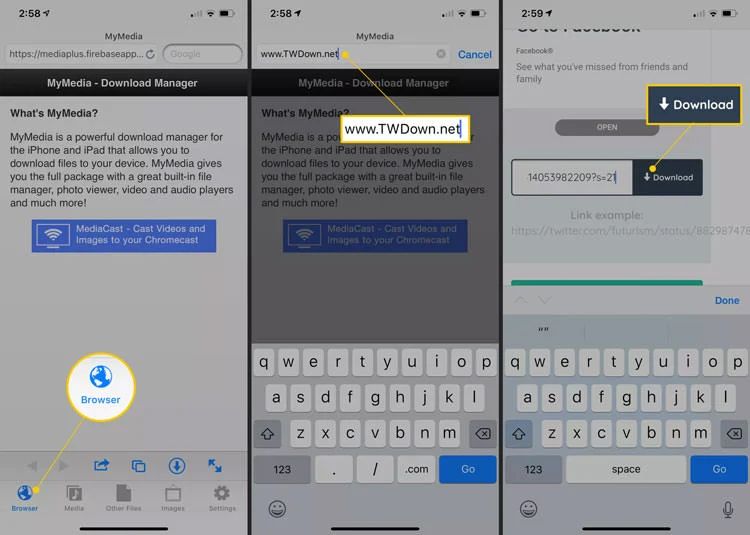 2:58
MyMedia
https://mediaplus.firebaseapp...
Google
MyMedia - Download Manager
What's MyMedia?
MyMedia is a powerful download manager for
the iPhone and iPad that allows you to
download files to your device. MyMedia gives
you the full package with a great built-in file
manager, photo viewer, video and audio players
and much more!
MediaCast - Cast Videos and
Images to your Chromecast
Browser
Browser
Media
Other Files
Images
Settings
2:58
MyMedia
www.TWDown.net
Cancel
MyMedia - Download Manager
What's MyMedia?
www.TWDown.net
MyMedia is a po
the iPhone and iPad that allows you to
download files to your device. MyMedia gives
you the full package with a great built-in file
manager, photo viewer, video and audio players
and much more!
MediaCast - Cast Videos and
Images to your Chromecast
q w e r t y u i o p
a s d f g h j k l
z x c v b n m
123 . / .com Go
2:59
Go to Facebook
Facebook®
See what you've missed from friends and
family
Download
OPEN
14053982209?s=21
Download
Link example:
https://twitter.com/futurism/status/882987478
Done
“”
q w e r t y u i o p
a s d f g h j k l
z x c v b n m
123 space Go